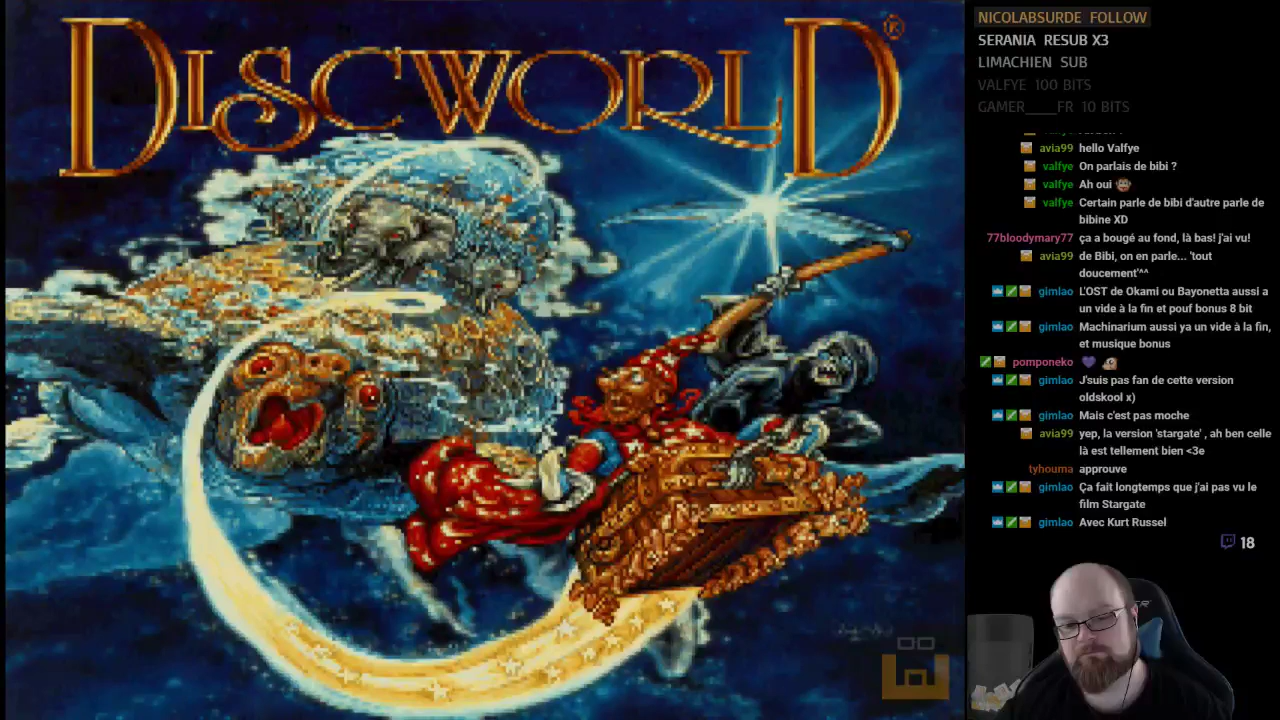 DISCWORLD ®
NICOLABSURDE FOLLOW
SERANIA RESUB X3
LIMACHIEN SUB
VALFYE 100 BITS
GAMER____FR 10 BITS
avia99 hello Valfye
valfye On parlais de bibi ?
valfye Ah oui
valfye Certain parle de bibi d'autre parle de
bibine XD
77bloodymary77 ça a bougé au fond, là bas! j'ai vu!
avia99 de Bibi, on en parle... 'tout
doucement'^^
gimlao L'OST de Okami ou Bayonetta aussi a
un vide à la fin et pouf bonus 8 bit
gimlao Machinarium aussi ya un vide à la fin,
et musique bonus
pomponeko
gimlao J'suis pas fan de cette version
oldskool x)
gimlao Mais c'est pas moche
avia99 yep, la version 'stargate' , ah ben celle
là est tellement bien <3e
tyhouma approuve
gimlao Ça fait longtemps que j'ai pas vu le
film Stargate
gimlao Avec Kurt Russel
18